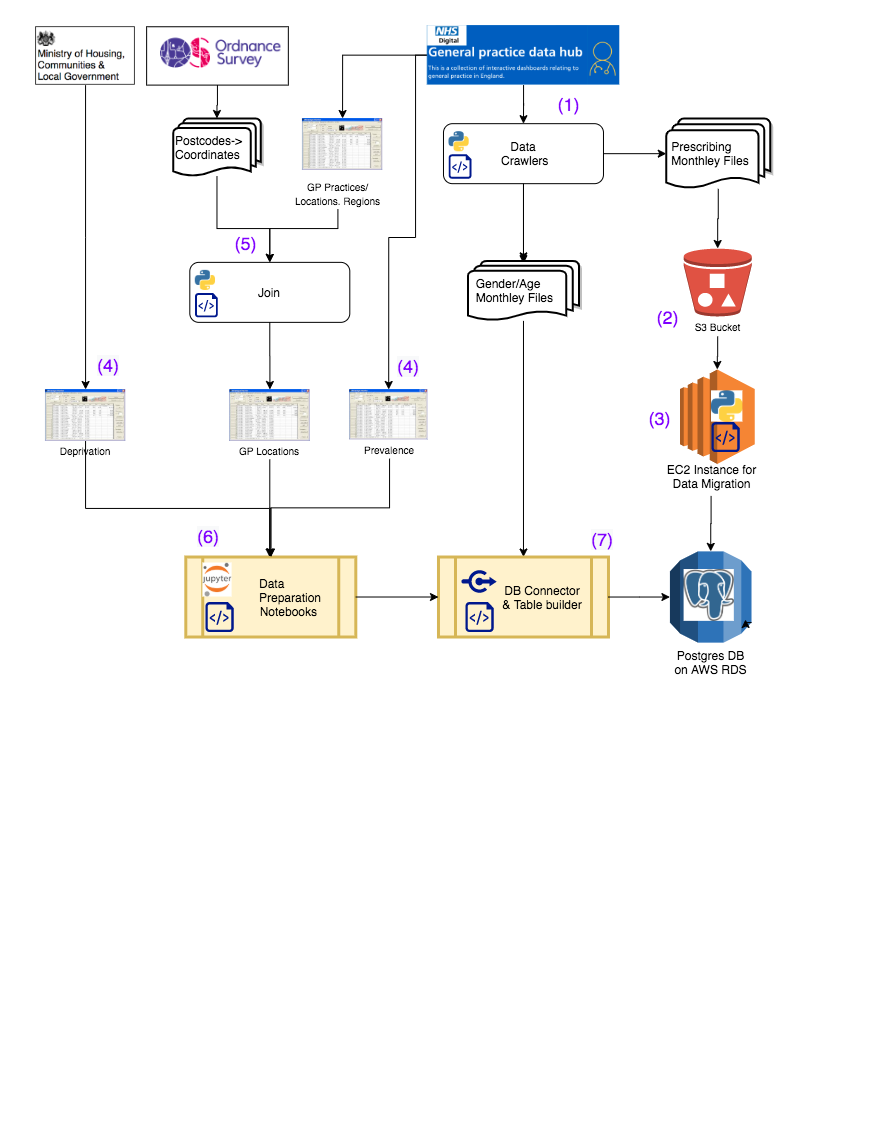 Ministry of Housing,
Communities &
Local Government
Ordnance
Survey
NHS
Digital
General practice data hub
This is a collection of interactive dashboards relating to
general practice in England.
(1)
Postcodes->
Coordinates
GP Practices/
Locations. Regions
Data
Crawlers
Prescribing
Monthley Files
(5)
Join
Gender/Age
Monthley Files
(2)
S3 Bucket
(4)
(4)
(3)
Deprivation
GP Locations
Prevalence
EC2 Instance for
Data Migration
(6)
(7)
jupyter
Data
Preparation
Notebooks
DB Connector
& Table builder
Postgres DB
on AWS RDS